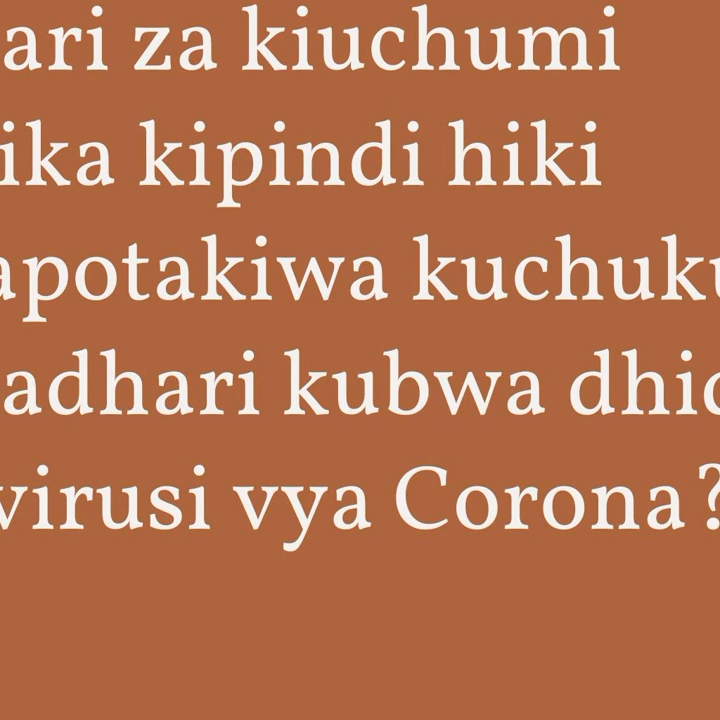 ari za kiuchumi
ika kipindi hiki
apotakiwa kuchuku
adhari kubwa dhid
virusi vya Corona?